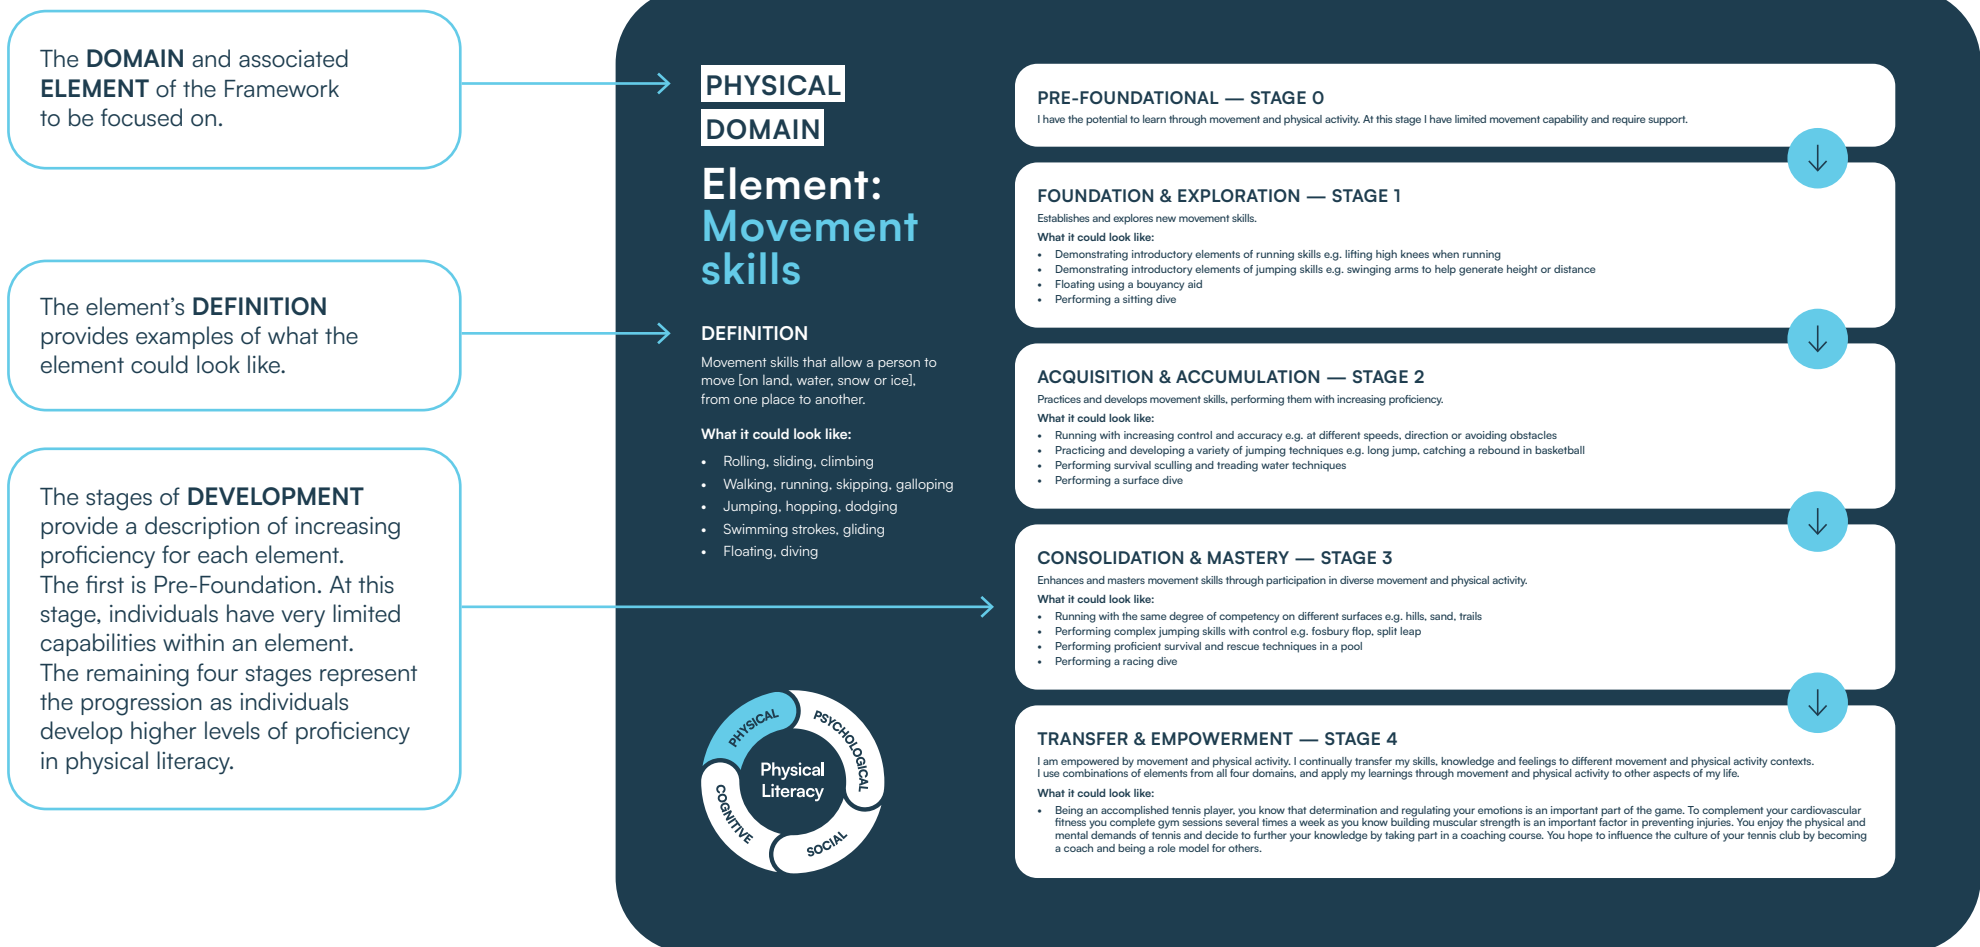 The DOMAIN and associated
ELEMENT of the Framework
to be focused on.
The element's DEFINITION
provides examples of what the
element could look like.
The stages of DEVELOPMENT
provide a description of increasing
proficiency for each element.
The first is Pre-Foundation. At this
stage, individuals have very limited
capabilities within an element.
The remaining four stages represent
the progression as individuals
develop higher levels of proficiency
in physical literacy.
PHYSICAL
DOMAIN
Element:
Movement
skills
DEFINITION
Movement skills that allow a person to
move [on land, water, snow or ice],
from one place to another.
What it could look like:
• Rolling, sliding, climbing
• Walking, running, skipping, galloping
• Jumping, hopping, dodging
• Swimming strokes, gliding
• Floating, diving
PHYSICAL
PSYCHOLOGICAL
SOCIAL
COGNITIVE
Physical
Literacy
PRE-FOUNDATIONAL — STAGE 0
I have the potential to learn through movement and physical activity. At this stage I have limited movement capability and require support.
FOUNDATION & EXPLORATION — STAGE 1
Establishes and explores new movement skills.
What it could look like:
• Demonstrating introductory elements of running skills e.g. lifting high knees when running
• Demonstrating introductory elements of jumping skills e.g. swinging arms to help generate height or distance
• Floating using a bouyancy aid
• Performing a sitting dive
ACQUISITION & ACCUMULATION — STAGE 2
Practices and develops movement skills, performing them with increasing proficiency.
What it could look like:
• Running with increasing control and accuracy e.g. at different speeds, direction or avoiding obstacles
• Practicing and developing a variety of jumping techniques e.g. long jump, catching a rebound in basketball
• Performing survival sculling and treading water techniques
• Performing a surface dive
CONSOLIDATION & MASTERY — STAGE 3
Enhances and masters movement skills through participation in diverse movement and physical activity.
What it could look like:
• Running with the same degree of competency on different surfaces e.g. hills, sand, trails
• Performing complex jumping skills with control e.g. fosbury flop, split leap
• Performing proficient survival and rescue techniques in a pool
• Performing a racing dive
TRANSFER & EMPOWERMENT — STAGE 4
I am empowered by movement and physical activity. I continually transfer my skills, knowledge and feelings to different movement and physical activity contexts.
I use combinations of elements from all four domains, and apply my learnings through movement and physical activity to other aspects of my life.
What it could look like:
• Being an accomplished tennis player, you know that determination and regulating your emotions is an important part of the game. To complement your cardiovascular
fitness you complete gym sessions several times a week as you know building muscular strength is an important factor in preventing injuries. You enjoy the physical and
mental demands of tennis and decide to further your knowledge by taking part in a coaching course. You hope to influence the culture of your tennis club by becoming
a coach and being a role model for others.